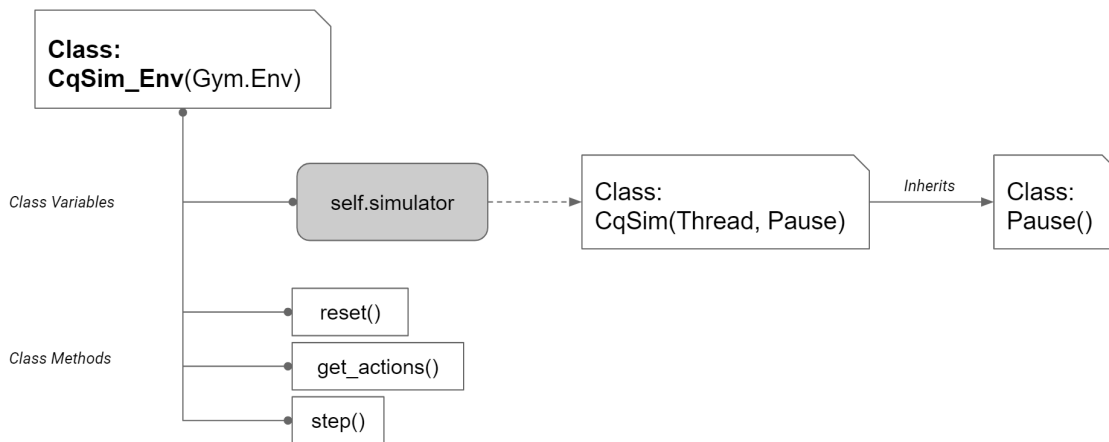 Class:
CqSim_Env(Gym.Env)
Class Variables
self.simulator
Class:
CqSim(Thread, Pause)
Inherits
Class:
Pause()
Class Methods
reset()
get_actions()
step()